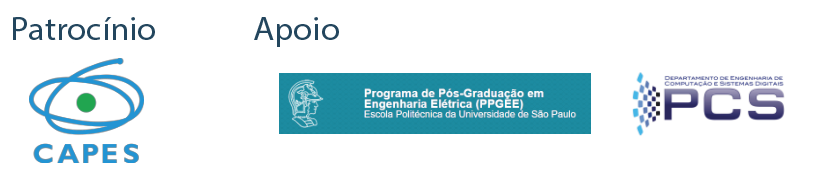 Patrocínio
Apoio
CAPES
Programa de Pós-Graduação em
Engenharia Elétrica (PPGEE)
Escola Politécnica da Universidade de São Paulo
DEPARTAMENTO DE ENGENHARIA DE
COMPUTAÇÃO E SISTEMAS DIGITAIS
PCS